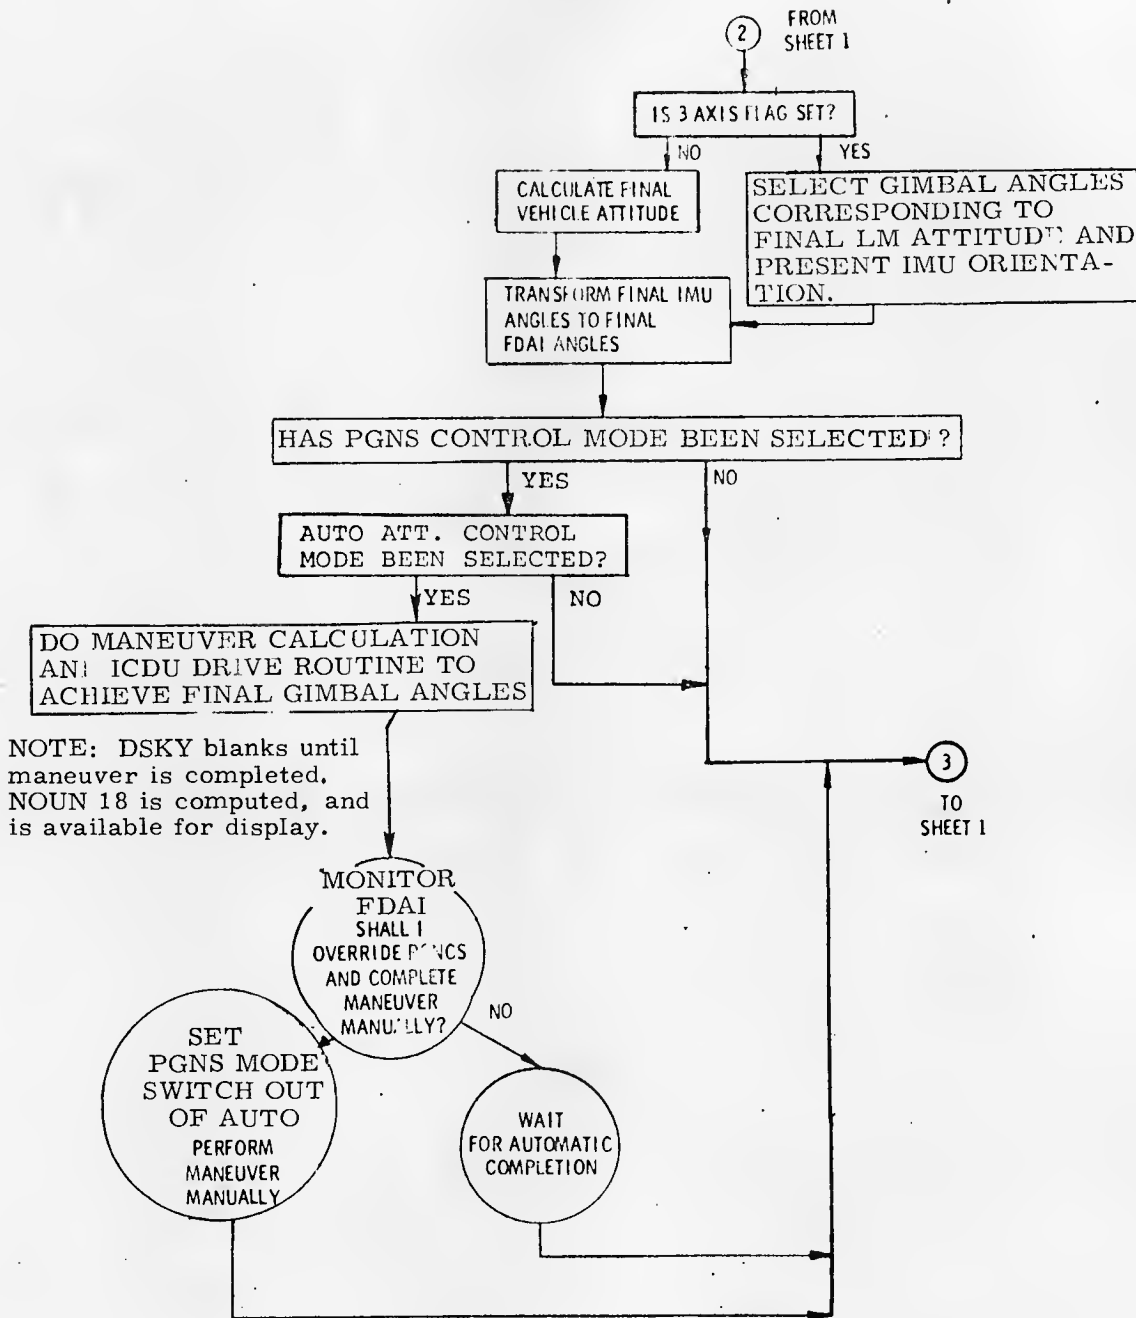 2
FROM
SHEET 1
IS 3 AXIS FLAG SET?
NO
YES
CALCULATE FINAL
VEHICLE ATTITUDE
SELECT GIMBAL ANGLES
CORRESPONDING TO
FINAL LM ATTITUDE AND
PRESENT IMU ORIENTA-
TION.
TRANSFORM FINAL IMU
ANGLES TO FINAL
FDAI ANGLES
HAS PGNS CONTROL MODE BEEN SELECTED ?
YES
NO
AUTO ATT. CONTROL
MODE BEEN SELECTED?
YES
NO
DO MANEUVER CALCULATION
AND ICDU DRIVE ROUTINE TO
ACHIEVE FINAL GIMBAL ANGLES
NOTE: DSKY blanks until
maneuver is completed.
NOUN 18 is computed, and
is available for display.
3
TO
SHEET 1
MONITOR
FDAI
SHALL I
OVERRIDE PGNCS
AND COMPLETE
MANEUVER
MANUALLY?
NO
SET
PGNS MODE
SWITCH OUT
OF AUTO
PERFORM
MANEUVER
MANUALLY
WAIT
FOR AUTOMATIC
COMPLETION